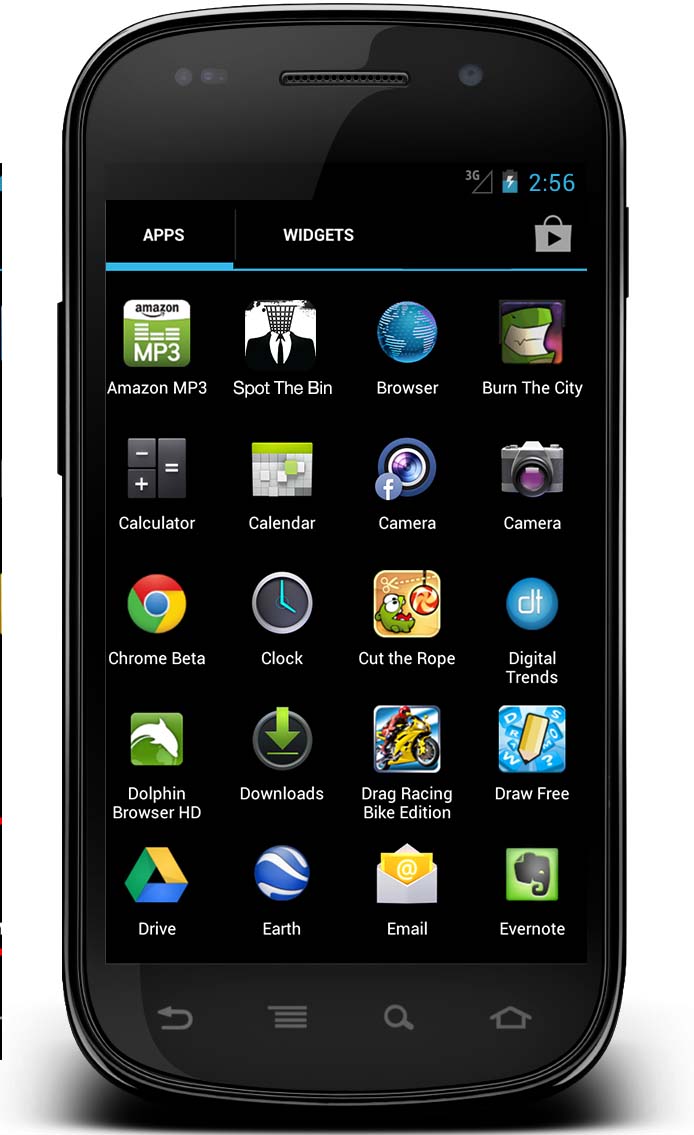 3G 2:56
APPS WIDGETS
amazon
MP3
Amazon MP3 Spot The Bin Browser Burn The City
f
Calculator Calendar Camera Camera
dt
Chrome Beta Clock Cut the Rope Digital
Trends
D S
R A W ?
Dolphin Downloads Drag Racing Draw Free
Browser HD Bike Edition
@
Drive Earth Email Evernote